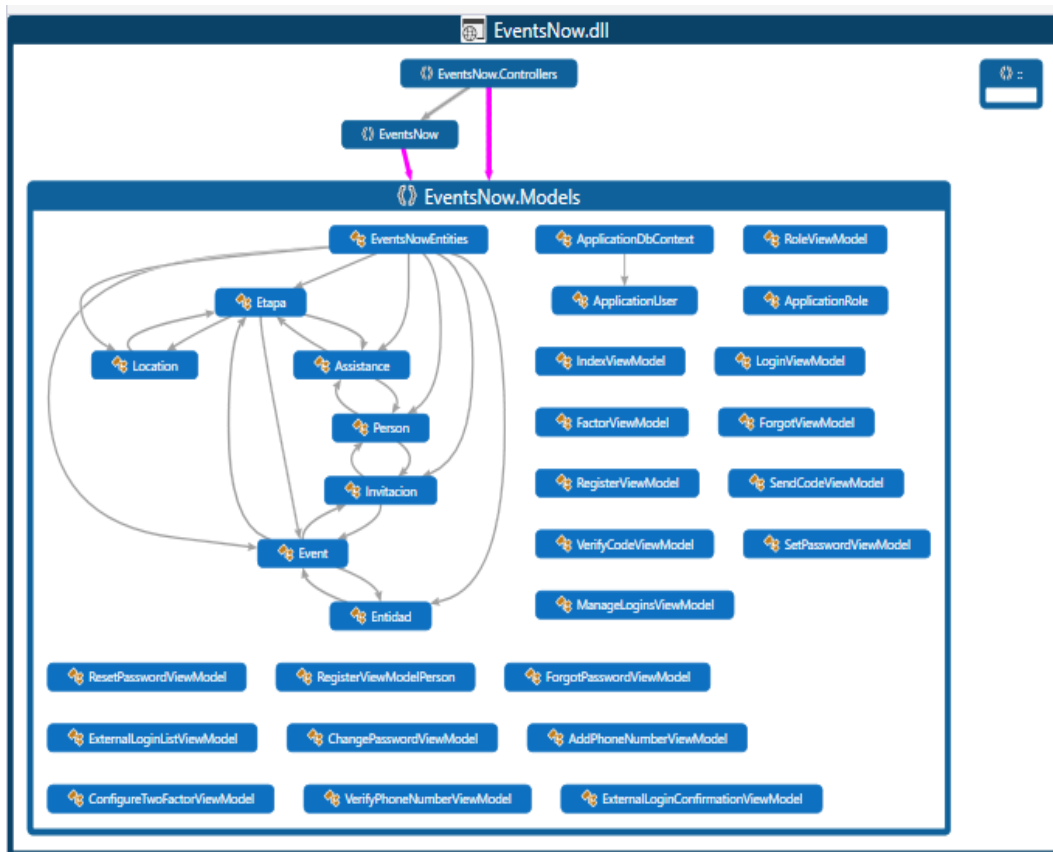 EventsNow.dll
EventsNow.Controllers
::
EventsNow
EventsNow.Models
EventsNowEntities
ApplicationDbContext
RoleViewModel
Etapa
ApplicationUser
ApplicationRole
Location
Assistance
IndexViewModel
LoginViewModel
Person
FactorViewModel
ForgotViewModel
Invitacion
RegisterViewModel
SendCodeViewModel
Event
VerifyCodeViewModel
SetPasswordViewModel
Entidad
ManageLoginsViewModel
ResetPasswordViewModel
RegisterViewModelPerson
ForgotPasswordViewModel
ExternalLoginListViewModel
ChangePasswordViewModel
AddPhoneNumberViewModel
ConfigureTwoFactorViewModel
VerifyPhoneNumberViewModel
ExternalLoginConfirmationViewModel